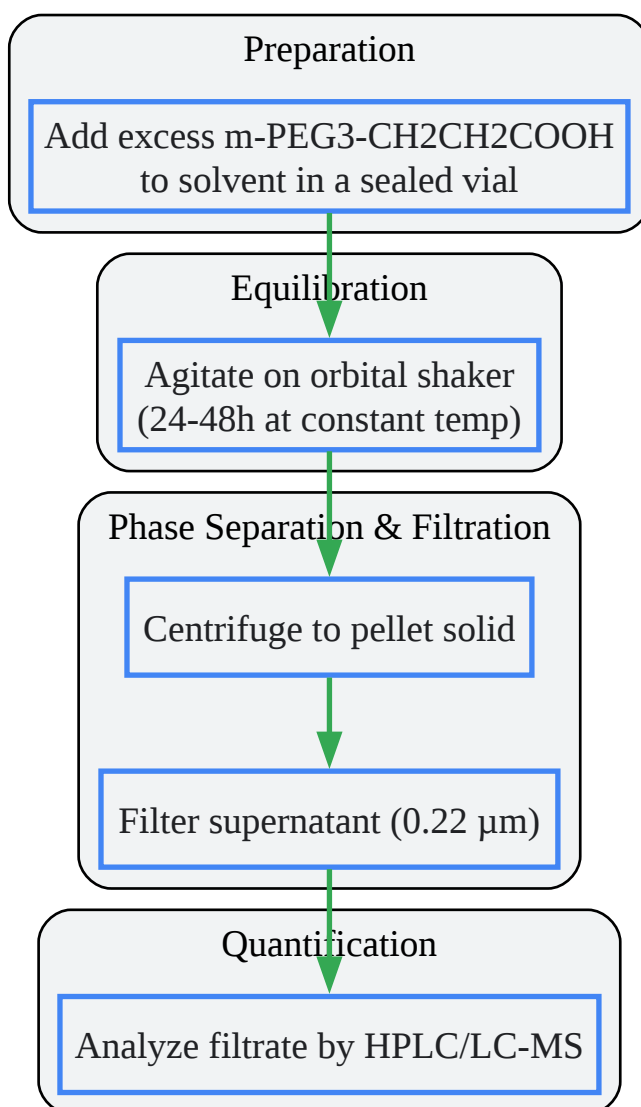 Preparation
Add excess m-PEG3-CH2CH2COOH
to solvent in a sealed vial
Equilibration
Agitate on orbital shaker
(24-48h at constant temp)
Phase Separation & Filtration
Centrifuge to pellet solid
Filter supernatant (0.22 µm)
Quantification
Analyze filtrate by HPLC/LC-MS